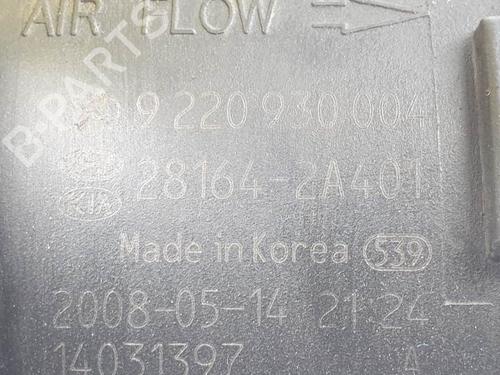 AIR FLOW
9 220 930 004
28164-2A401
KIA
Made in Korea 539
2008-05-14 21:24
14031397 A
B-PARTS